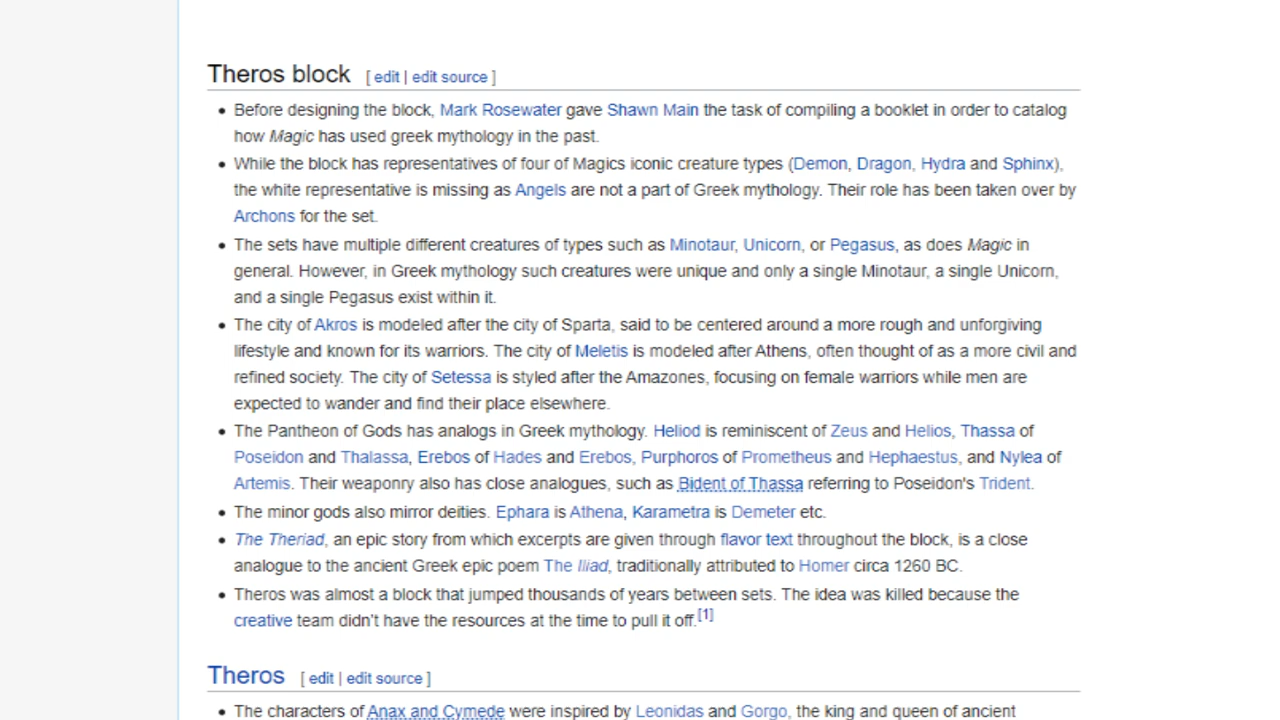 Theros block [ edit | edit source ]
• Before designing the block, Mark Rosewater gave Shawn Main the task of compiling a booklet in order to catalog
how Magic has used greek mythology in the past.
• While the block has representatives of four of Magics iconic creature types (Demon, Dragon, Hydra and Sphinx),
the white representative is missing as Angels are not a part of Greek mythology. Their role has been taken over by
Archons for the set.
• The sets have multiple different creatures of types such as Minotaur, Unicorn, or Pegasus, as does Magic in
general. However, in Greek mythology such creatures were unique and only a single Minotaur, a single Unicorn,
and a single Pegasus exist within it.
• The city of Akros is modeled after the city of Sparta, said to be centered around a more rough and unforgiving
lifestyle and known for its warriors. The city of Meletis is modeled after Athens, often thought of as a more civil and
refined society. The city of Setessa is styled after the Amazones, focusing on female warriors while men are
expected to wander and find their place elsewhere.
• The Pantheon of Gods has analogs in Greek mythology. Heliod is reminiscent of Zeus and Helios, Thassa of
Poseidon and Thalassa, Erebos of Hades and Erebos, Purphoros of Prometheus and Hephaestus, and Nylea of
Artemis. Their weaponry also has close analogues, such as Bident of Thassa referring to Poseidon's Trident.
• The minor gods also mirror deities. Ephara is Athena, Karametra is Demeter etc.
• The Theriad, an epic story from which excerpts are given through flavor text throughout the block, is a close
analogue to the ancient Greek epic poem The Iliad, traditionally attributed to Homer circa 1260 BC.
• Theros was almost a block that jumped thousands of years between sets. The idea was killed because the
creative team didn't have the resources at the time to pull it off.[1]
Theros [ edit | edit source ]
• The characters of Anax and Cymede were inspired by Leonidas and Gorgo, the king and queen of ancient